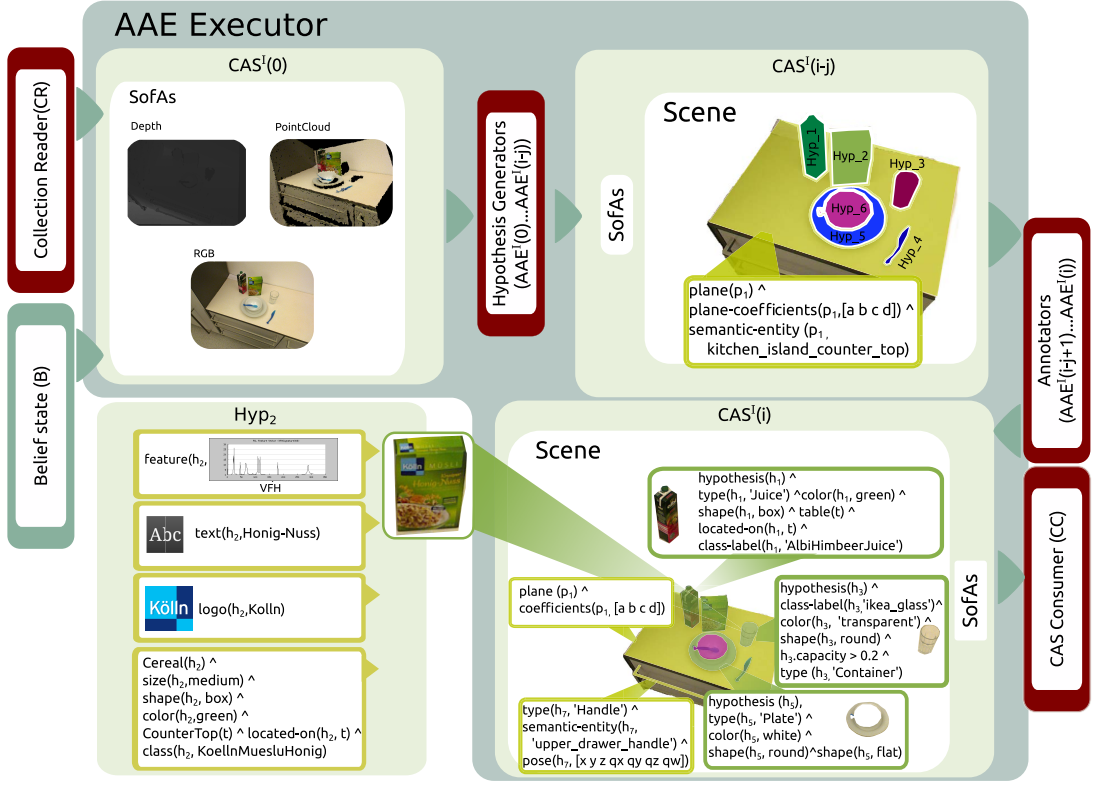 AAE Executor
Collection Reader(CR)
Belief state (B)
CAS^I(0)
SofAs
Depth
PointCloud
RGB
Hypothesis Generators
(AAE^I(0)...AAE^I(i-j))
CAS^I(i-j)
SofAs
Scene
Hyp_1
Hyp_2
Hyp_3
Hyp_6
Hyp_5
Hyp_4
plane(p₁) ^
plane-coefficients(p₁,[a b c d]) ^
semantic-entity (p₁,
kitchen_island_counter_top)
Annotators
(AAE^I(i-j+1)...AAE^I(i))
CAS Consumer (CC)
Hyp₂
feature(h₂,
VFH
Abc
text(h₂,Honig-Nuss)
Kölln
logo(h₂,Kolln)
Cereal(h₂) ^
size(h₂,medium) ^
shape(h₂, box) ^
color(h₂,green) ^
CounterTop(t) ^ located-on(h₂, t) ^
class(h₂, KoellnMuesluHonig)
Kölln
Honig-Nuss
CAS^I(i)
Scene
SofAs
hypothesis(h₁) ^
type(h₁, 'Juice') ^color(h₁, green) ^
shape(h₁, box) ^ table(t) ^
located-on(h₁, t) ^
class-label(h₁, 'AlbiHimbeerJuice')
plane (p₁) ^
coefficients(p₁, [a b c d])
hypothesis(h₃) ^
class-label(h₃,'ikea_glass')^
color(h₃, 'transparent') ^
shape(h₃, round) ^
h₃.capacity > 0.2 ^
type (h₃,'Container')
type(h₇, 'Handle') ^
semantic-entity(h₇,
'upper_drawer_handle') ^
pose(h₇, [x y z qx qy qz qw])
hypothesis (h₅),
type(h₅, 'Plate') ^
color(h₅, white) ^
shape(h₅, round)^shape(h₅, flat)